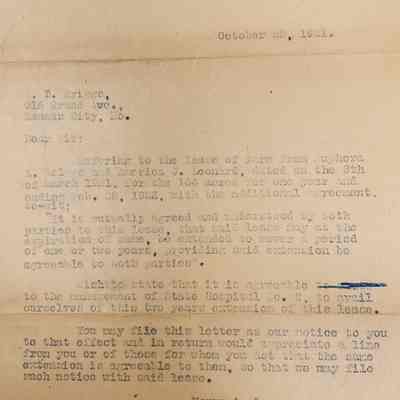 October 25, 1921.
Grand Ave.,
Kansas City, Mo.
Dear Sir:
Referring to the lease of farm from
and J. Leonard, dated on the 8th
of March 1921, for the 166 acres for one year and
ending Feb. 28, 1922, with the additional agreement,
to-wit:
"It is mutually agreed and understood by both
parties to this lease, that said lease may at the
expiration of same, be extended to cover a period
of one or two years, providing said extension be
agreeable to both parties".
Wish to state that it is agreeable
to the management of State Hospital No. 2, to avail
ourselves of this two years extension of this lease.
You may file this letter as our notice to you
to that effect and in return would appreciate a line
from you or of those for whom you act that the same
extension is agreeable to them, so that we may file
such notice with said lease.